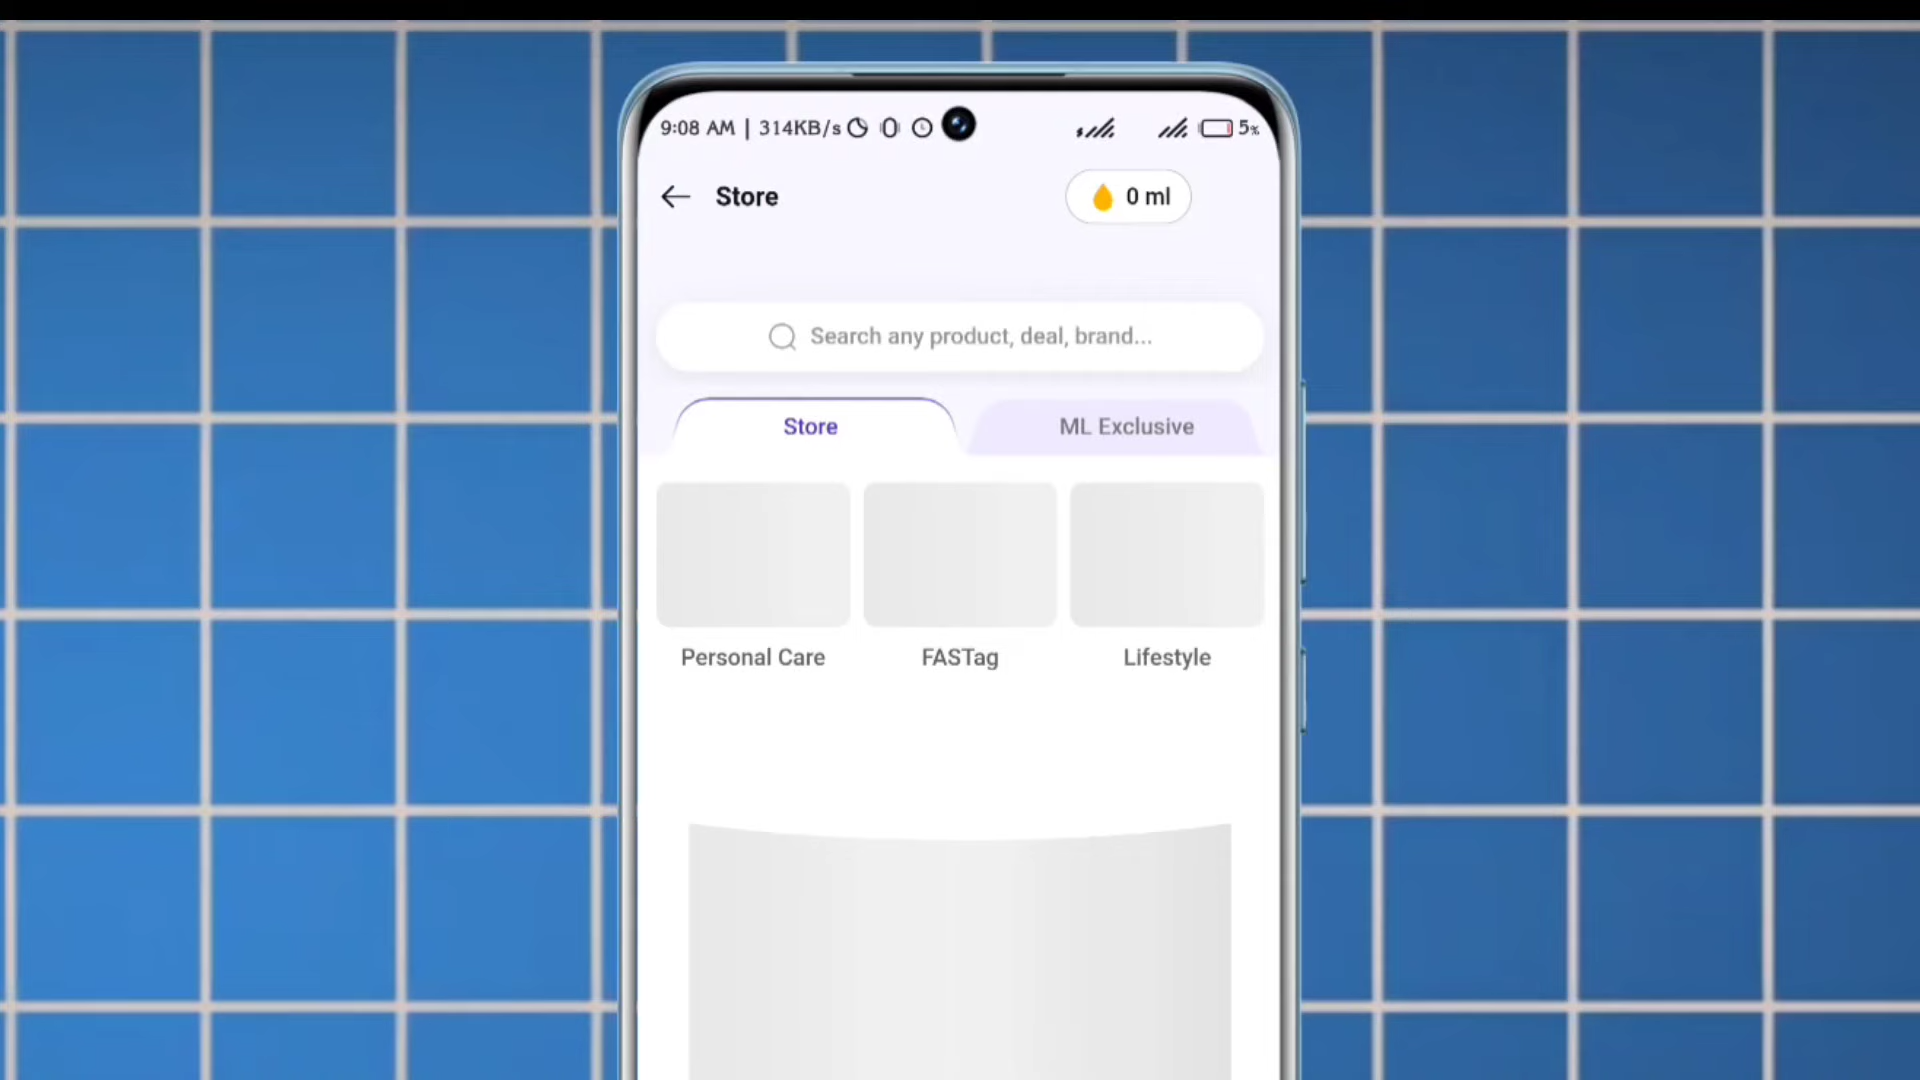 9:08 AM | 314KB/s 5%
Store
0 ml
Search any product, deal, brand...
Store
ML Exclusive
Personal Care
FASTag
Lifestyle